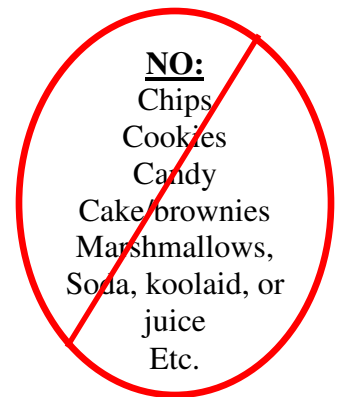 NO:
Chips
Cookies
Candy
Cake/brownies
Marshmallows,
Soda, koolaid, or
juice
Etc.